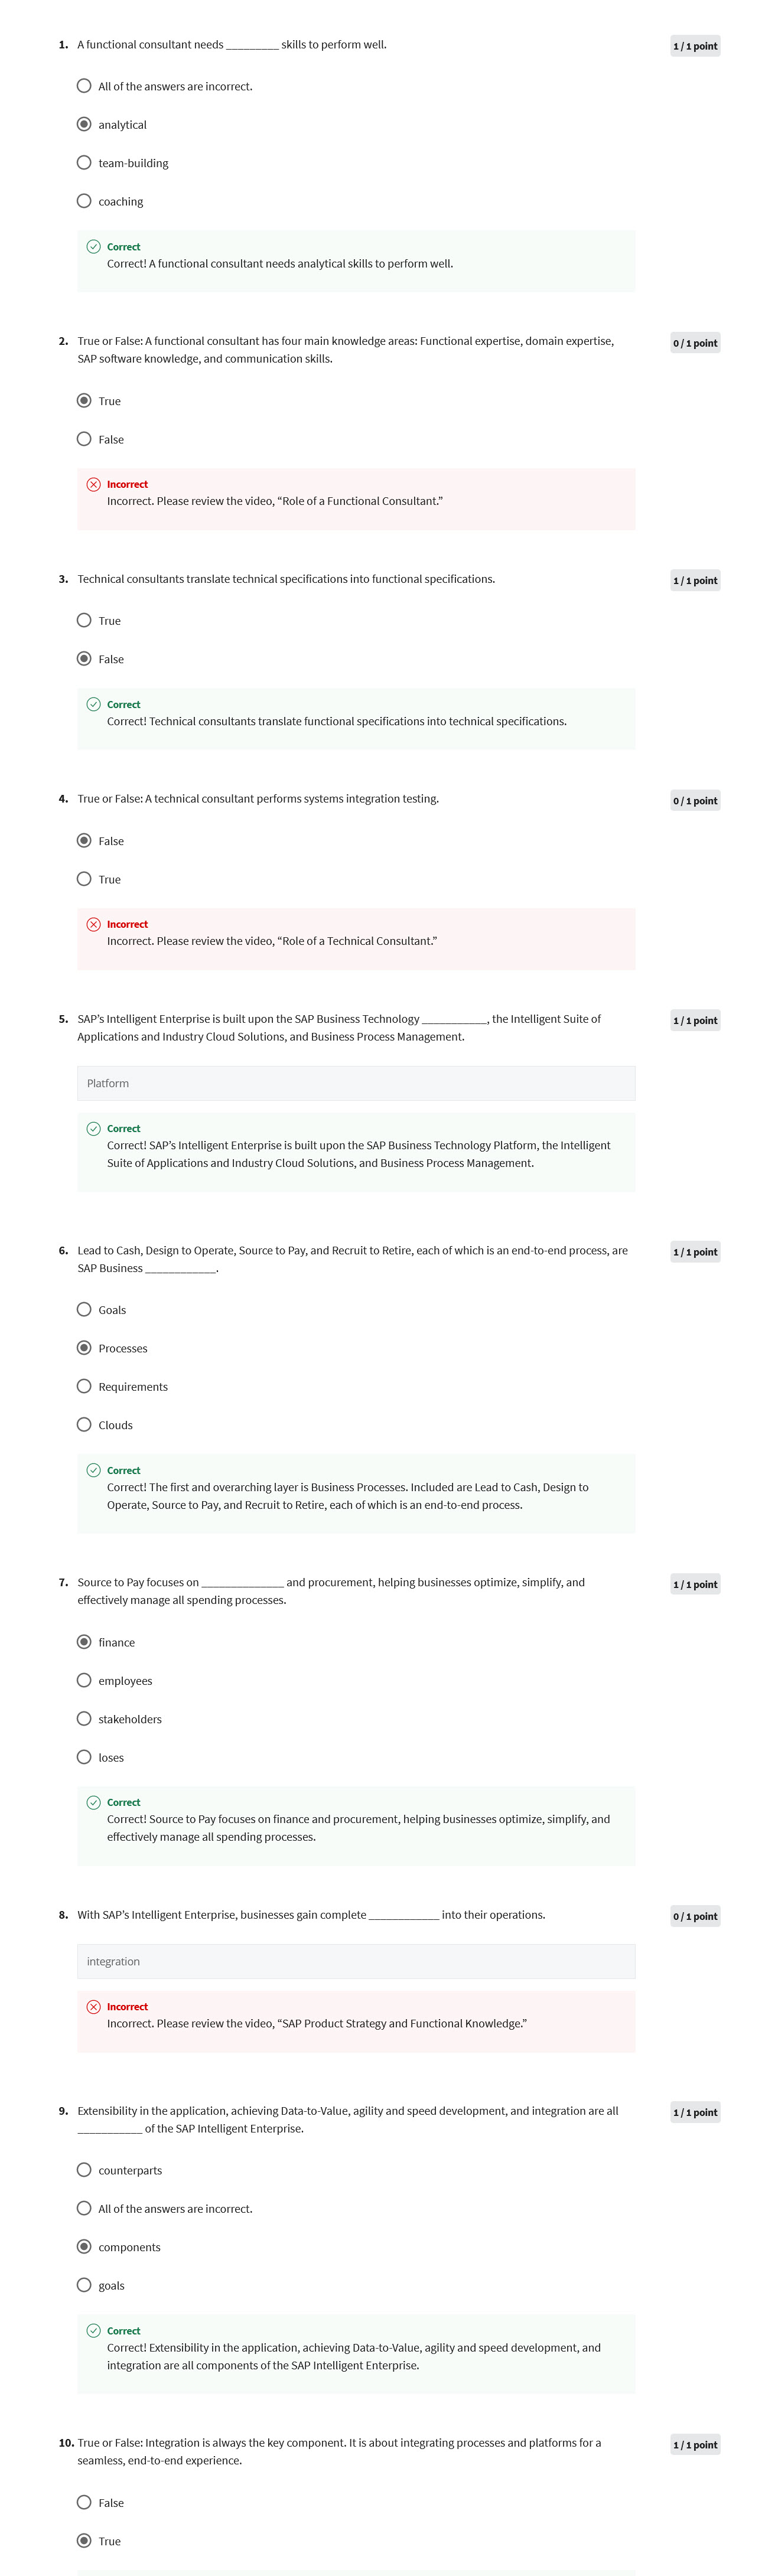 1. A functional consultant needs _________ skills to perform well.
1 / 1 point
All of the answers are incorrect.
analytical
team-building
coaching
Correct
Correct! A functional consultant needs analytical skills to perform well.
2. True or False: A functional consultant has four main knowledge areas: Functional expertise, domain expertise,
SAP software knowledge, and communication skills.
0 / 1 point
True
False
Incorrect
Incorrect. Please review the video, “Role of a Functional Consultant.”
3. Technical consultants translate technical specifications into functional specifications.
1 / 1 point
True
False
Correct
Correct! Technical consultants translate functional specifications into technical specifications.
4. True or False: A technical consultant performs systems integration testing.
0 / 1 point
False
True
Incorrect
Incorrect. Please review the video, “Role of a Technical Consultant.”
5. SAP’s Intelligent Enterprise is built upon the SAP Business Technology ___________, the Intelligent Suite of
Applications and Industry Cloud Solutions, and Business Process Management.
1 / 1 point
Platform
Correct
Correct! SAP’s Intelligent Enterprise is built upon the SAP Business Technology Platform, the Intelligent
Suite of Applications and Industry Cloud Solutions, and Business Process Management.
6. Lead to Cash, Design to Operate, Source to Pay, and Recruit to Retire, each of which is an end-to-end process, are
SAP Business ____________.
1 / 1 point
Goals
Processes
Requirements
Clouds
Correct
Correct! The first and overarching layer is Business Processes. Included are Lead to Cash, Design to
Operate, Source to Pay, and Recruit to Retire, each of which is an end-to-end process.
7. Source to Pay focuses on ______________ and procurement, helping businesses optimize, simplify, and
effectively manage all spending processes.
1 / 1 point
finance
employees
stakeholders
loses
Correct
Correct! Source to Pay focuses on finance and procurement, helping businesses optimize, simplify, and
effectively manage all spending processes.
8. With SAP’s Intelligent Enterprise, businesses gain complete ____________ into their operations.
0 / 1 point
integration
Incorrect
Incorrect. Please review the video, “SAP Product Strategy and Functional Knowledge.”
9. Extensibility in the application, achieving Data-to-Value, agility and speed development, and integration are all
___________ of the SAP Intelligent Enterprise.
1 / 1 point
counterparts
All of the answers are incorrect.
components
goals
Correct
Correct! Extensibility in the application, achieving Data-to-Value, agility and speed development, and
integration are all components of the SAP Intelligent Enterprise.
10. True or False: Integration is always the key component. It is about integrating processes and platforms for a
seamless, end-to-end experience.
1 / 1 point
False
True